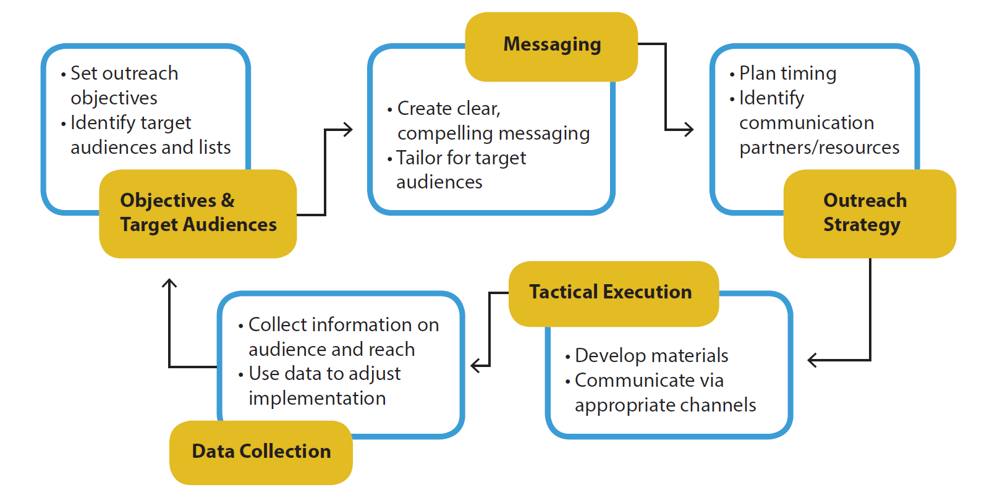 • Set outreach
objectives
• Identify target
audiences and lists
Objectives &
Target Audiences
Messaging
• Create clear,
compelling messaging
• Tailor for target
audiences
• Plan timing
• Identify
communication
partners/resources
Outreach
Strategy
Tactical Execution
• Develop materials
• Communicate via
appropriate channels
• Collect information on
audience and reach
• Use data to adjust
implementation
Data Collection